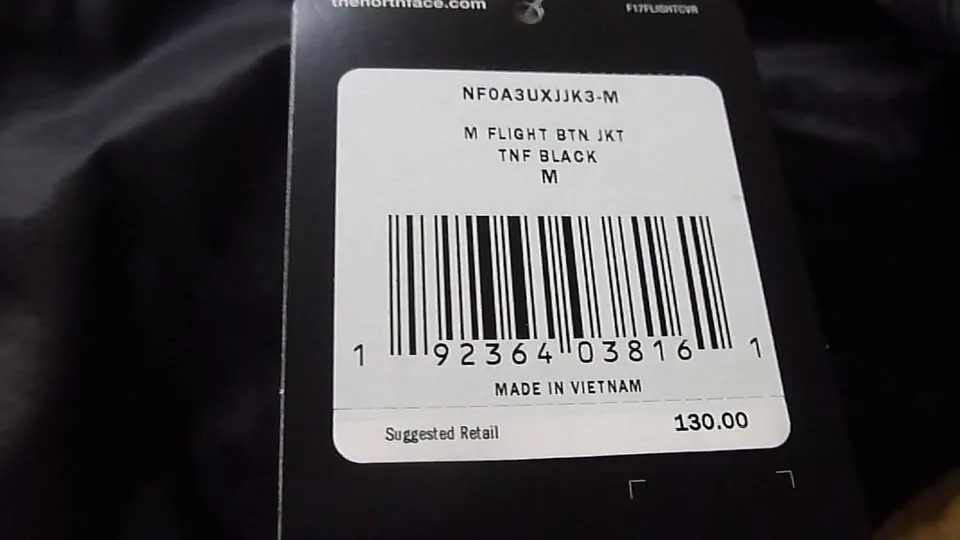 thenorthface.com
F17FLIGHTCVR
NF0A3UXJJK3-M
M FLIGHT BTN JKT
TNF BLACK
M
1 92364 03816 1
MADE IN VIETNAM
Suggested Retail 130.00